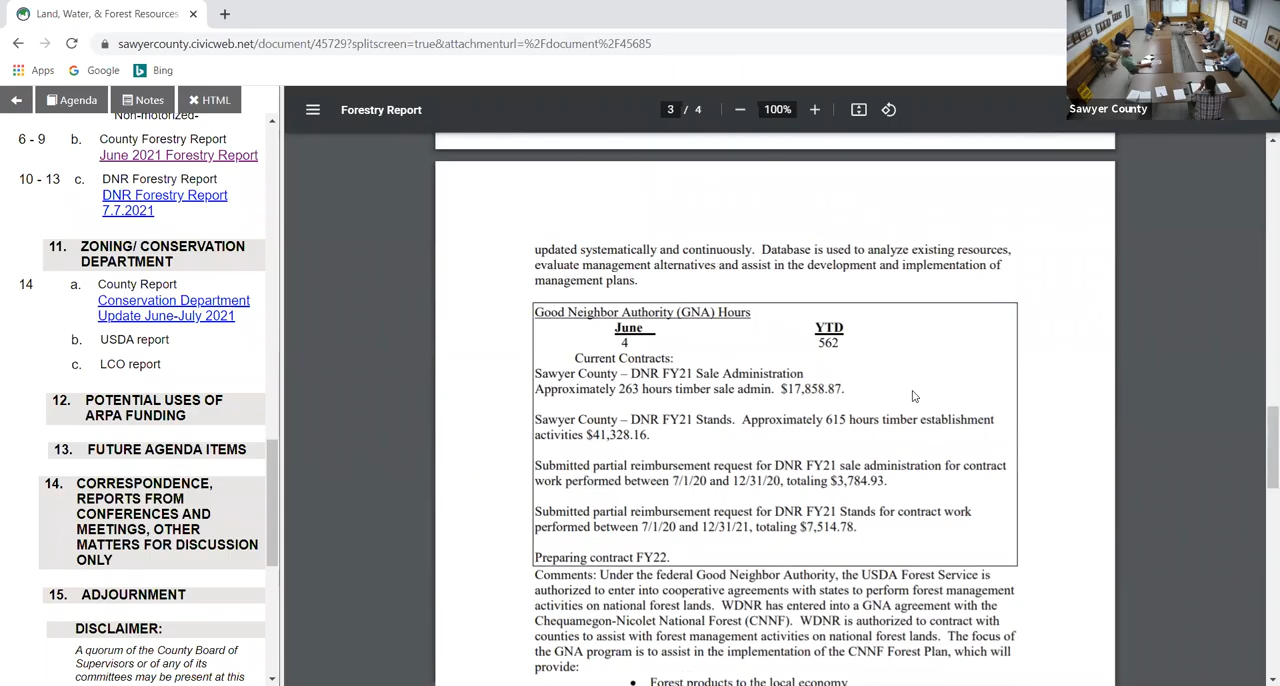 Land, Water, & Forest Resources
sawyercounty.civicweb.net/document/45729?splitscreen=true&attachmenturl=%2Fdocument%2F45685
Apps
Google
Bing
Agenda
Notes
HTML
Non-motorized-
6 - 9 b. County Forestry Report
June 2021 Forestry Report
10 - 13 c. DNR Forestry Report
DNR Forestry Report
7.7.2021
11. ZONING/ CONSERVATION
DEPARTMENT
14 a. County Report
Conservation Department
Update June-July 2021
b. USDA report
c. LCO report
12. POTENTIAL USES OF
ARPA FUNDING
13. FUTURE AGENDA ITEMS
14. CORRESPONDENCE,
REPORTS FROM
CONFERENCES AND
MEETINGS, OTHER
MATTERS FOR DISCUSSION
ONLY
15. ADJOURNMENT
DISCLAIMER:
A quorum of the County Board of
Supervisors or of any of its
committees may be present at this
Forestry Report
3 / 4
100%
Sawyer County
updated systematically and continuously. Database is used to analyze existing resources,
evaluate management alternatives and assist in the development and implementation of
management plans.
Good Neighbor Authority (GNA) Hours
June YTD
4 562
Current Contracts:
Sawyer County – DNR FY21 Sale Administration
Approximately 263 hours timber sale admin. $17,858.87.
Sawyer County – DNR FY21 Stands. Approximately 615 hours timber establishment
activities $41,328.16.
Submitted partial reimbursement request for DNR FY21 sale administration for contract
work performed between 7/1/20 and 12/31/20, totaling $3,784.93.
Submitted partial reimbursement request for DNR FY21 Stands for contract work
performed between 7/1/20 and 12/31/21, totaling $7,514.78.
Preparing contract FY22.
Comments: Under the federal Good Neighbor Authority, the USDA Forest Service is
authorized to enter into cooperative agreements with states to perform forest management
activities on national forest lands. WDNR has entered into a GNA agreement with the
Chequamegon-Nicolet National Forest (CNNF). WDNR is authorized to contract with
counties to assist with forest management activities on national forest lands. The focus of
the GNA program is to assist in the implementation of the CNNF Forest Plan, which will
provide:
• Forest products to the local economy